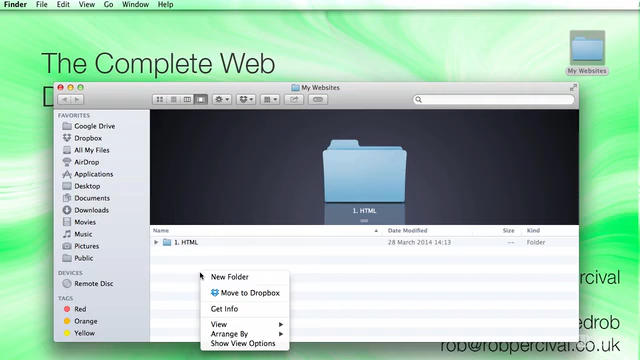 Finder File Edit View Go Window Help
The Complete Web
D
My Websites
My Websites
FAVORITES
Google Drive
Dropbox
All My Files
AirDrop
Applications
Desktop
Documents
Downloads
Movies
Music
Pictures
Public
DEVICES
Remote Disc
TAGS
Red
Orange
Yellow
1. HTML
Name Date Modified Size Kind
1. HTML 28 March 2014 14:13 -- Folder
New Folder
Move to Dropbox
Get Info
View
Arrange By
Show View Options
rcival
edrob
rob@robpercival.co.uk